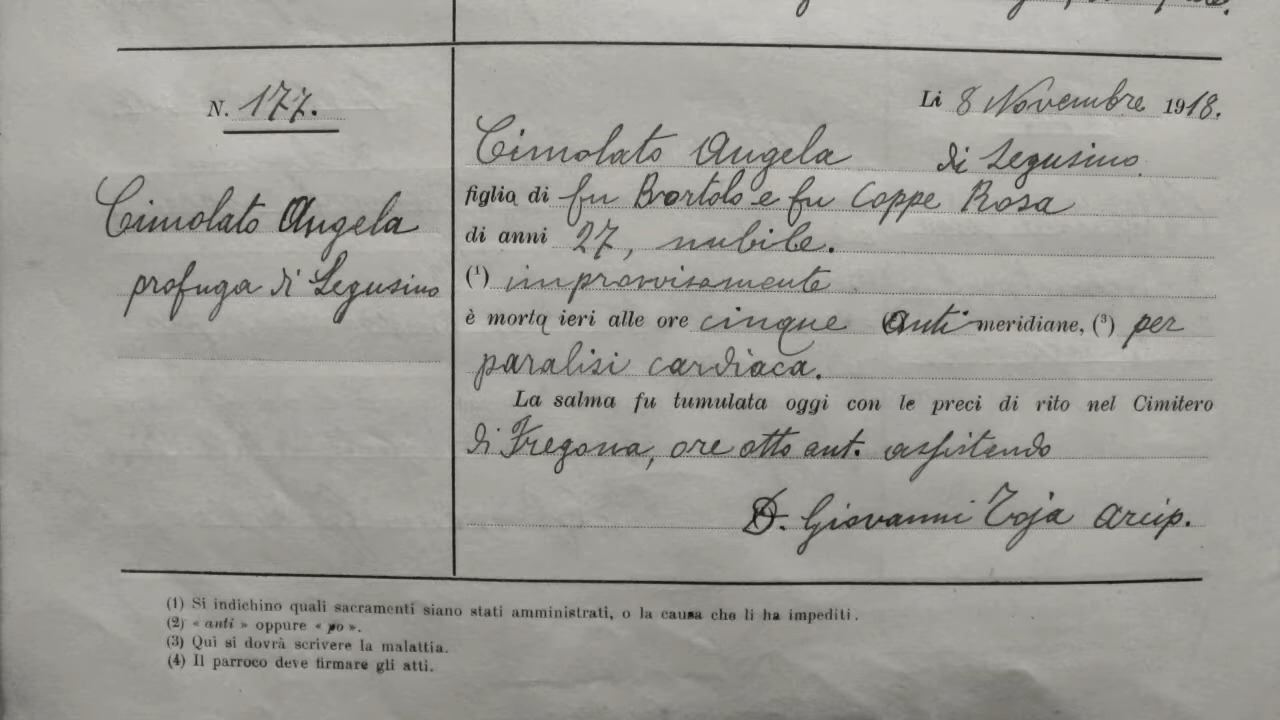 N. 177.
Li 8 Novembre 1918.
Cimolato Angela
profuga di Segusino
Cimolato Angela di Segusino.
figlia di fu Bortolo e fu Coppe Rosa
di anni 27, nubile.
(1) improvvisamente
è morta ieri alle ore cinque anti meridiane, (3) per
paralisi cardiaca.
La salma fu tumulata oggi con le preci di rito nel Cimitero
di Fregona, ore otto ant. assistendo
D. Giovanni Toja Arcip.
(1) Si indichino quali sacramenti siano stati amministrati, o la causa che li ha impediti.
(2) « anti » oppure « po ».
(3) Qui si dovrà scrivere la malattia.
(4) Il parroco deve firmare gli atti.